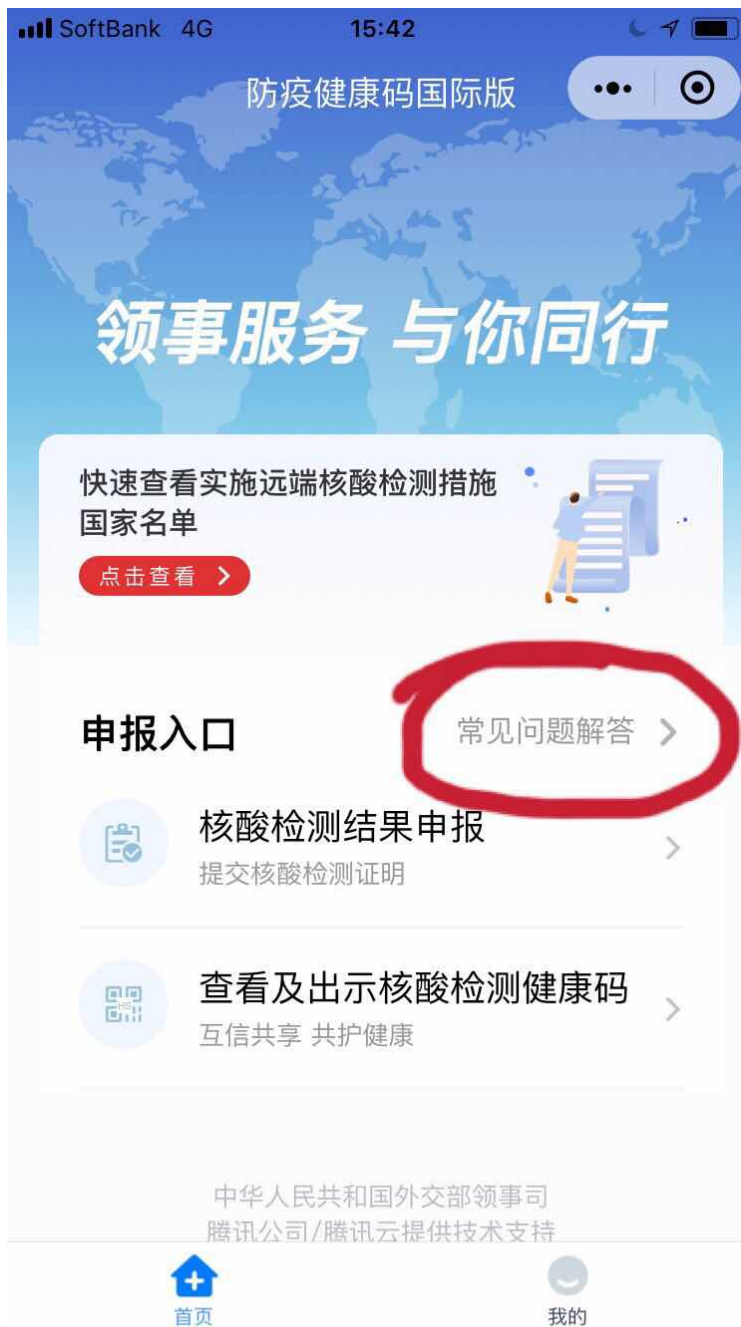 SoftBank 4G 15:42
防疫健康码国际版
领事服务 与你同行
快速查看实施远端核酸检测措施
国家名单
点击查看
申报入口
常见问题解答
核酸检测结果申报
提交核酸检测证明
查看及出示核酸检测健康码
互信共享 共护健康
中华人民共和国外交部领事司
腾讯公司/腾讯云提供技术支持
首页
我的